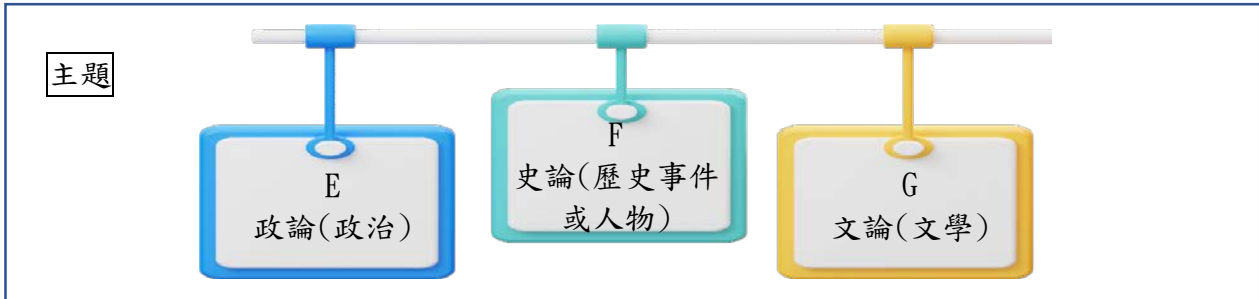 主題
E
政論(政治)
F
史論(歷史事件
或人物)
G
文論(文學)